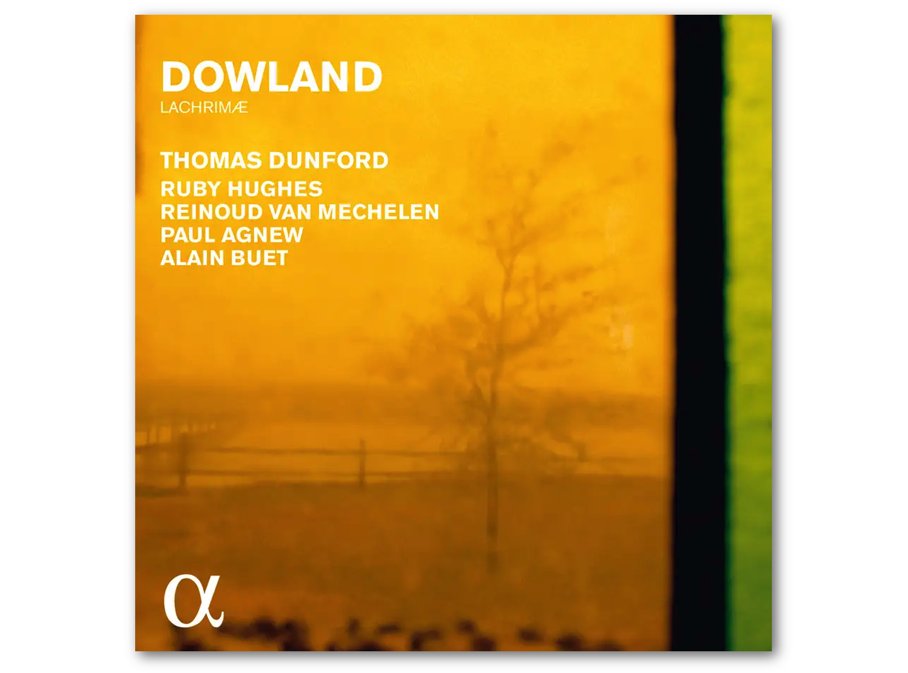 DOWLAND
LACHRIMÆ
THOMAS DUNFORD
RUBY HUGHES
REINOUD VAN MECHELEN
PAUL AGNEW
ALAIN BUET
α